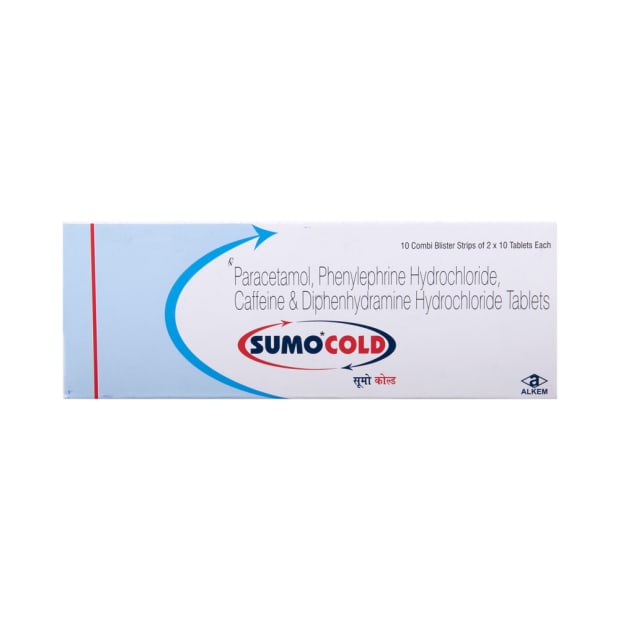 10 Combi Blister Strips of 2 x 10 Tablets Each
℞
Paracetamol, Phenylephrine Hydrochloride,
Caffeine & Diphenhydramine Hydrochloride Tablets
SUMO*COLD
सूमो कोल्ड
a
ALKEM